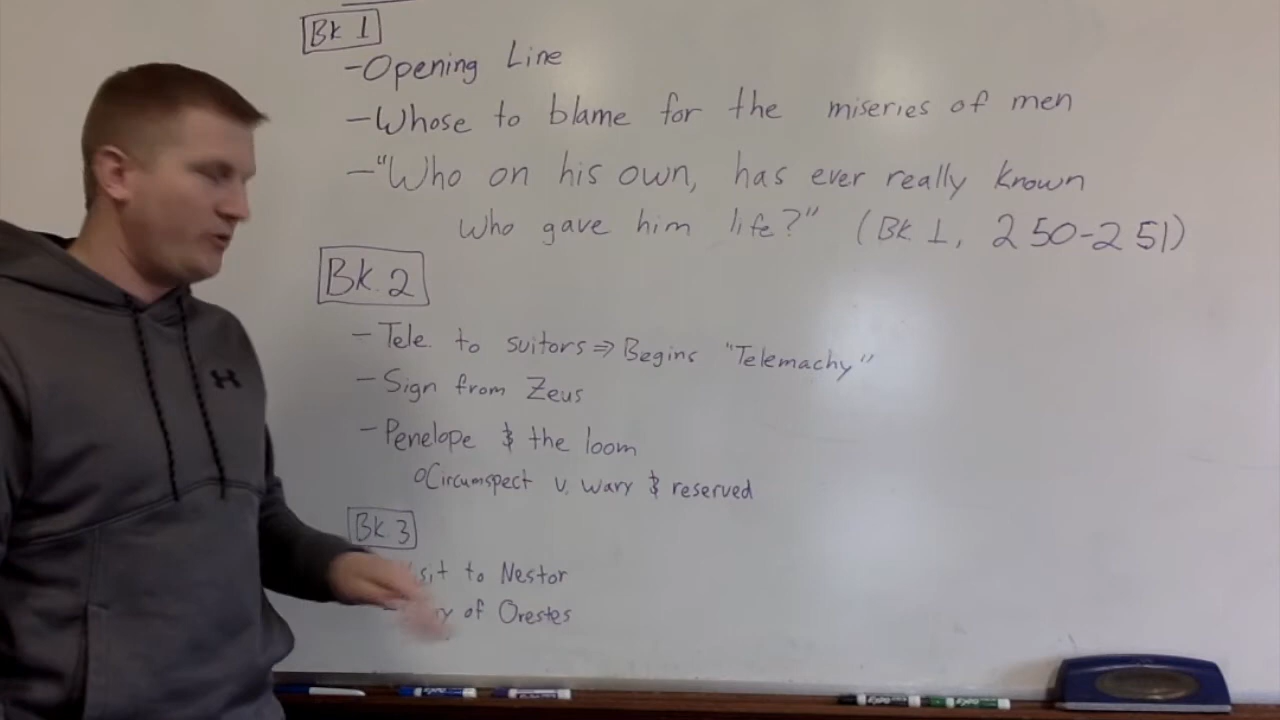 Bk 1
-Opening Line
-Whose to blame for the miseries of men
-"Who on his own, has ever really known
who gave him life?" (Bk 1, 250-251)
Bk. 2
-Tele. to suitors ⇒ Begins "Telemachy"
-Sign from Zeus
-Penelope & the loom
oCircumspect v. wary & reserved
Bk. 3
to Nestor
of Orestes